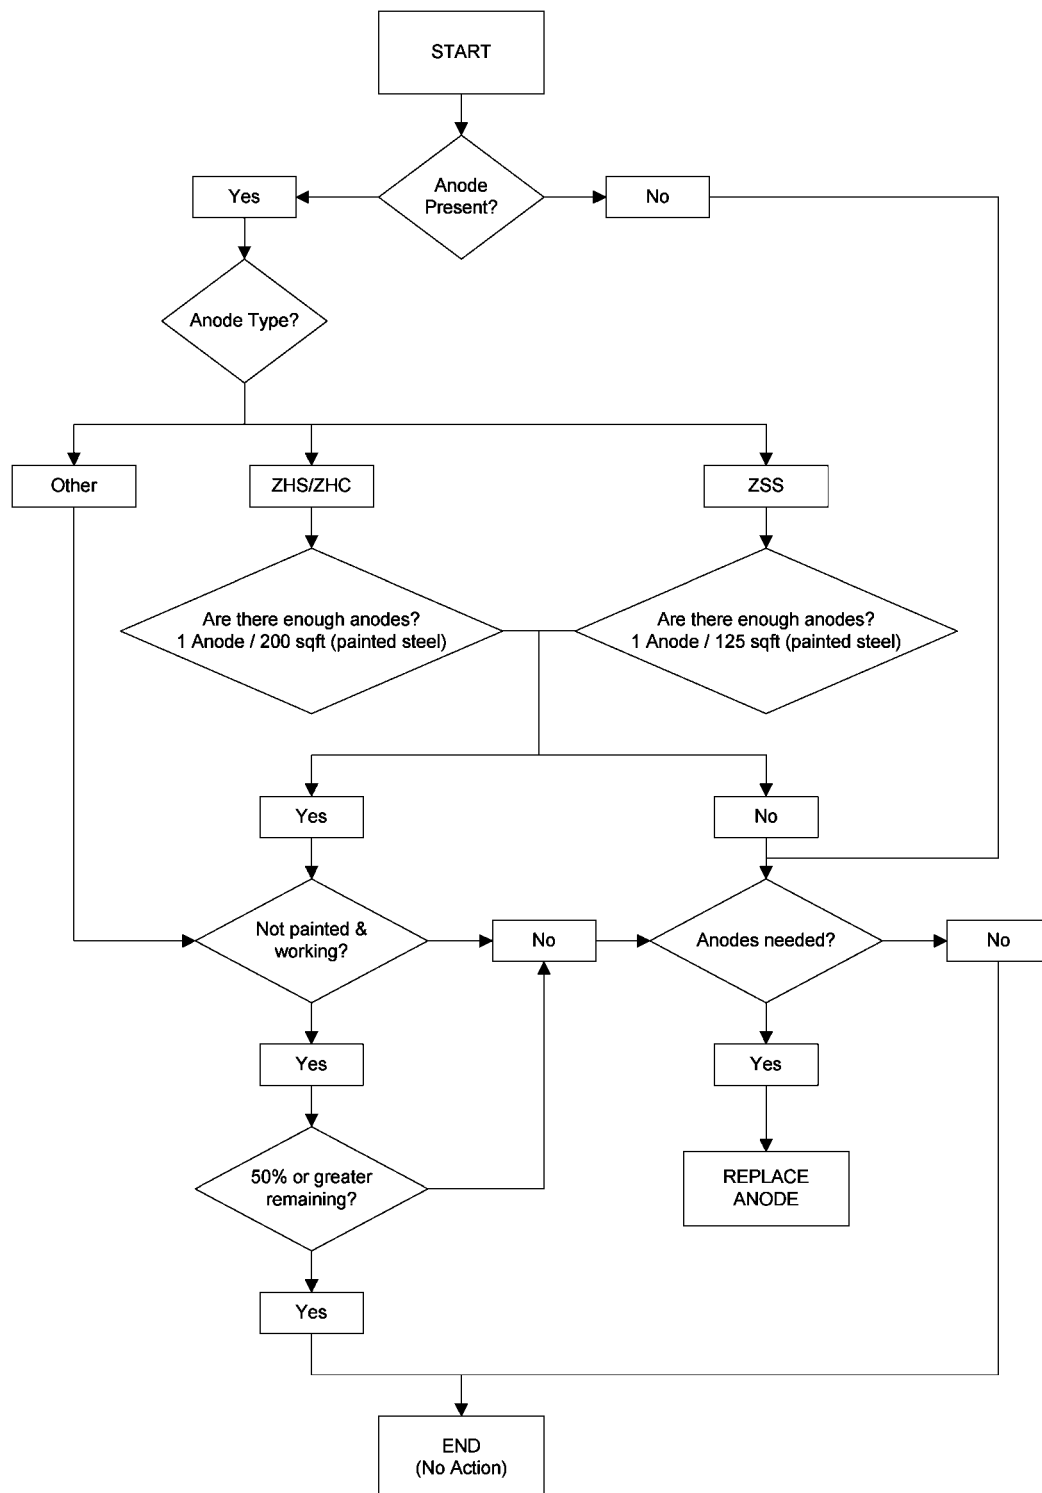 START
Anode
Present?
Yes
No
Anode Type?
Other
ZHS/ZHC
ZSS
Are there enough anodes?
1 Anode / 200 sqft (painted steel)
Are there enough anodes?
1 Anode / 125 sqft (painted steel)
Yes
No
Not painted &
working?
No
Anodes needed?
No
Yes
Yes
50% or greater
remaining?
REPLACE
ANODE
Yes
END
(No Action)